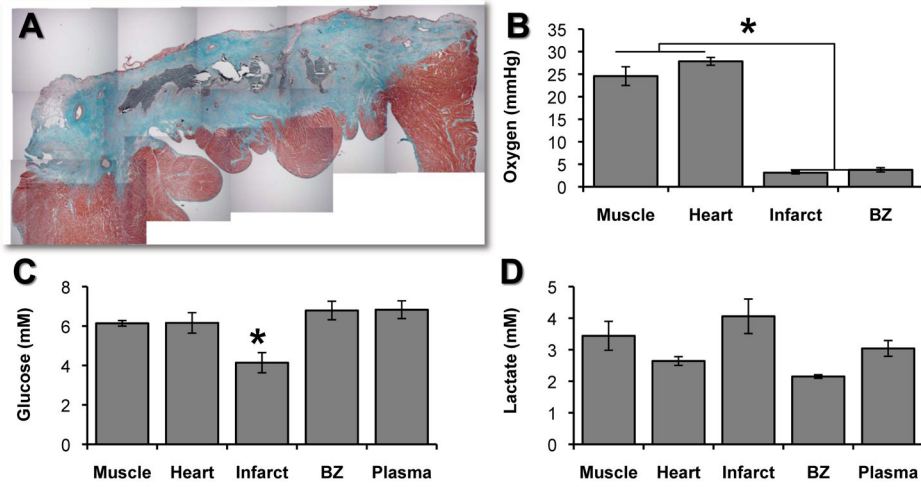 A
B
Oxygen (mmHg)
35
30
25
20
15
10
5
0
*
Muscle Heart Infarct BZ
C
Glucose (mM)
8
6
4
2
0
*
Muscle Heart Infarct BZ Plasma
D
Lactate (mM)
5
4
3
2
1
0
Muscle Heart Infarct BZ Plasma